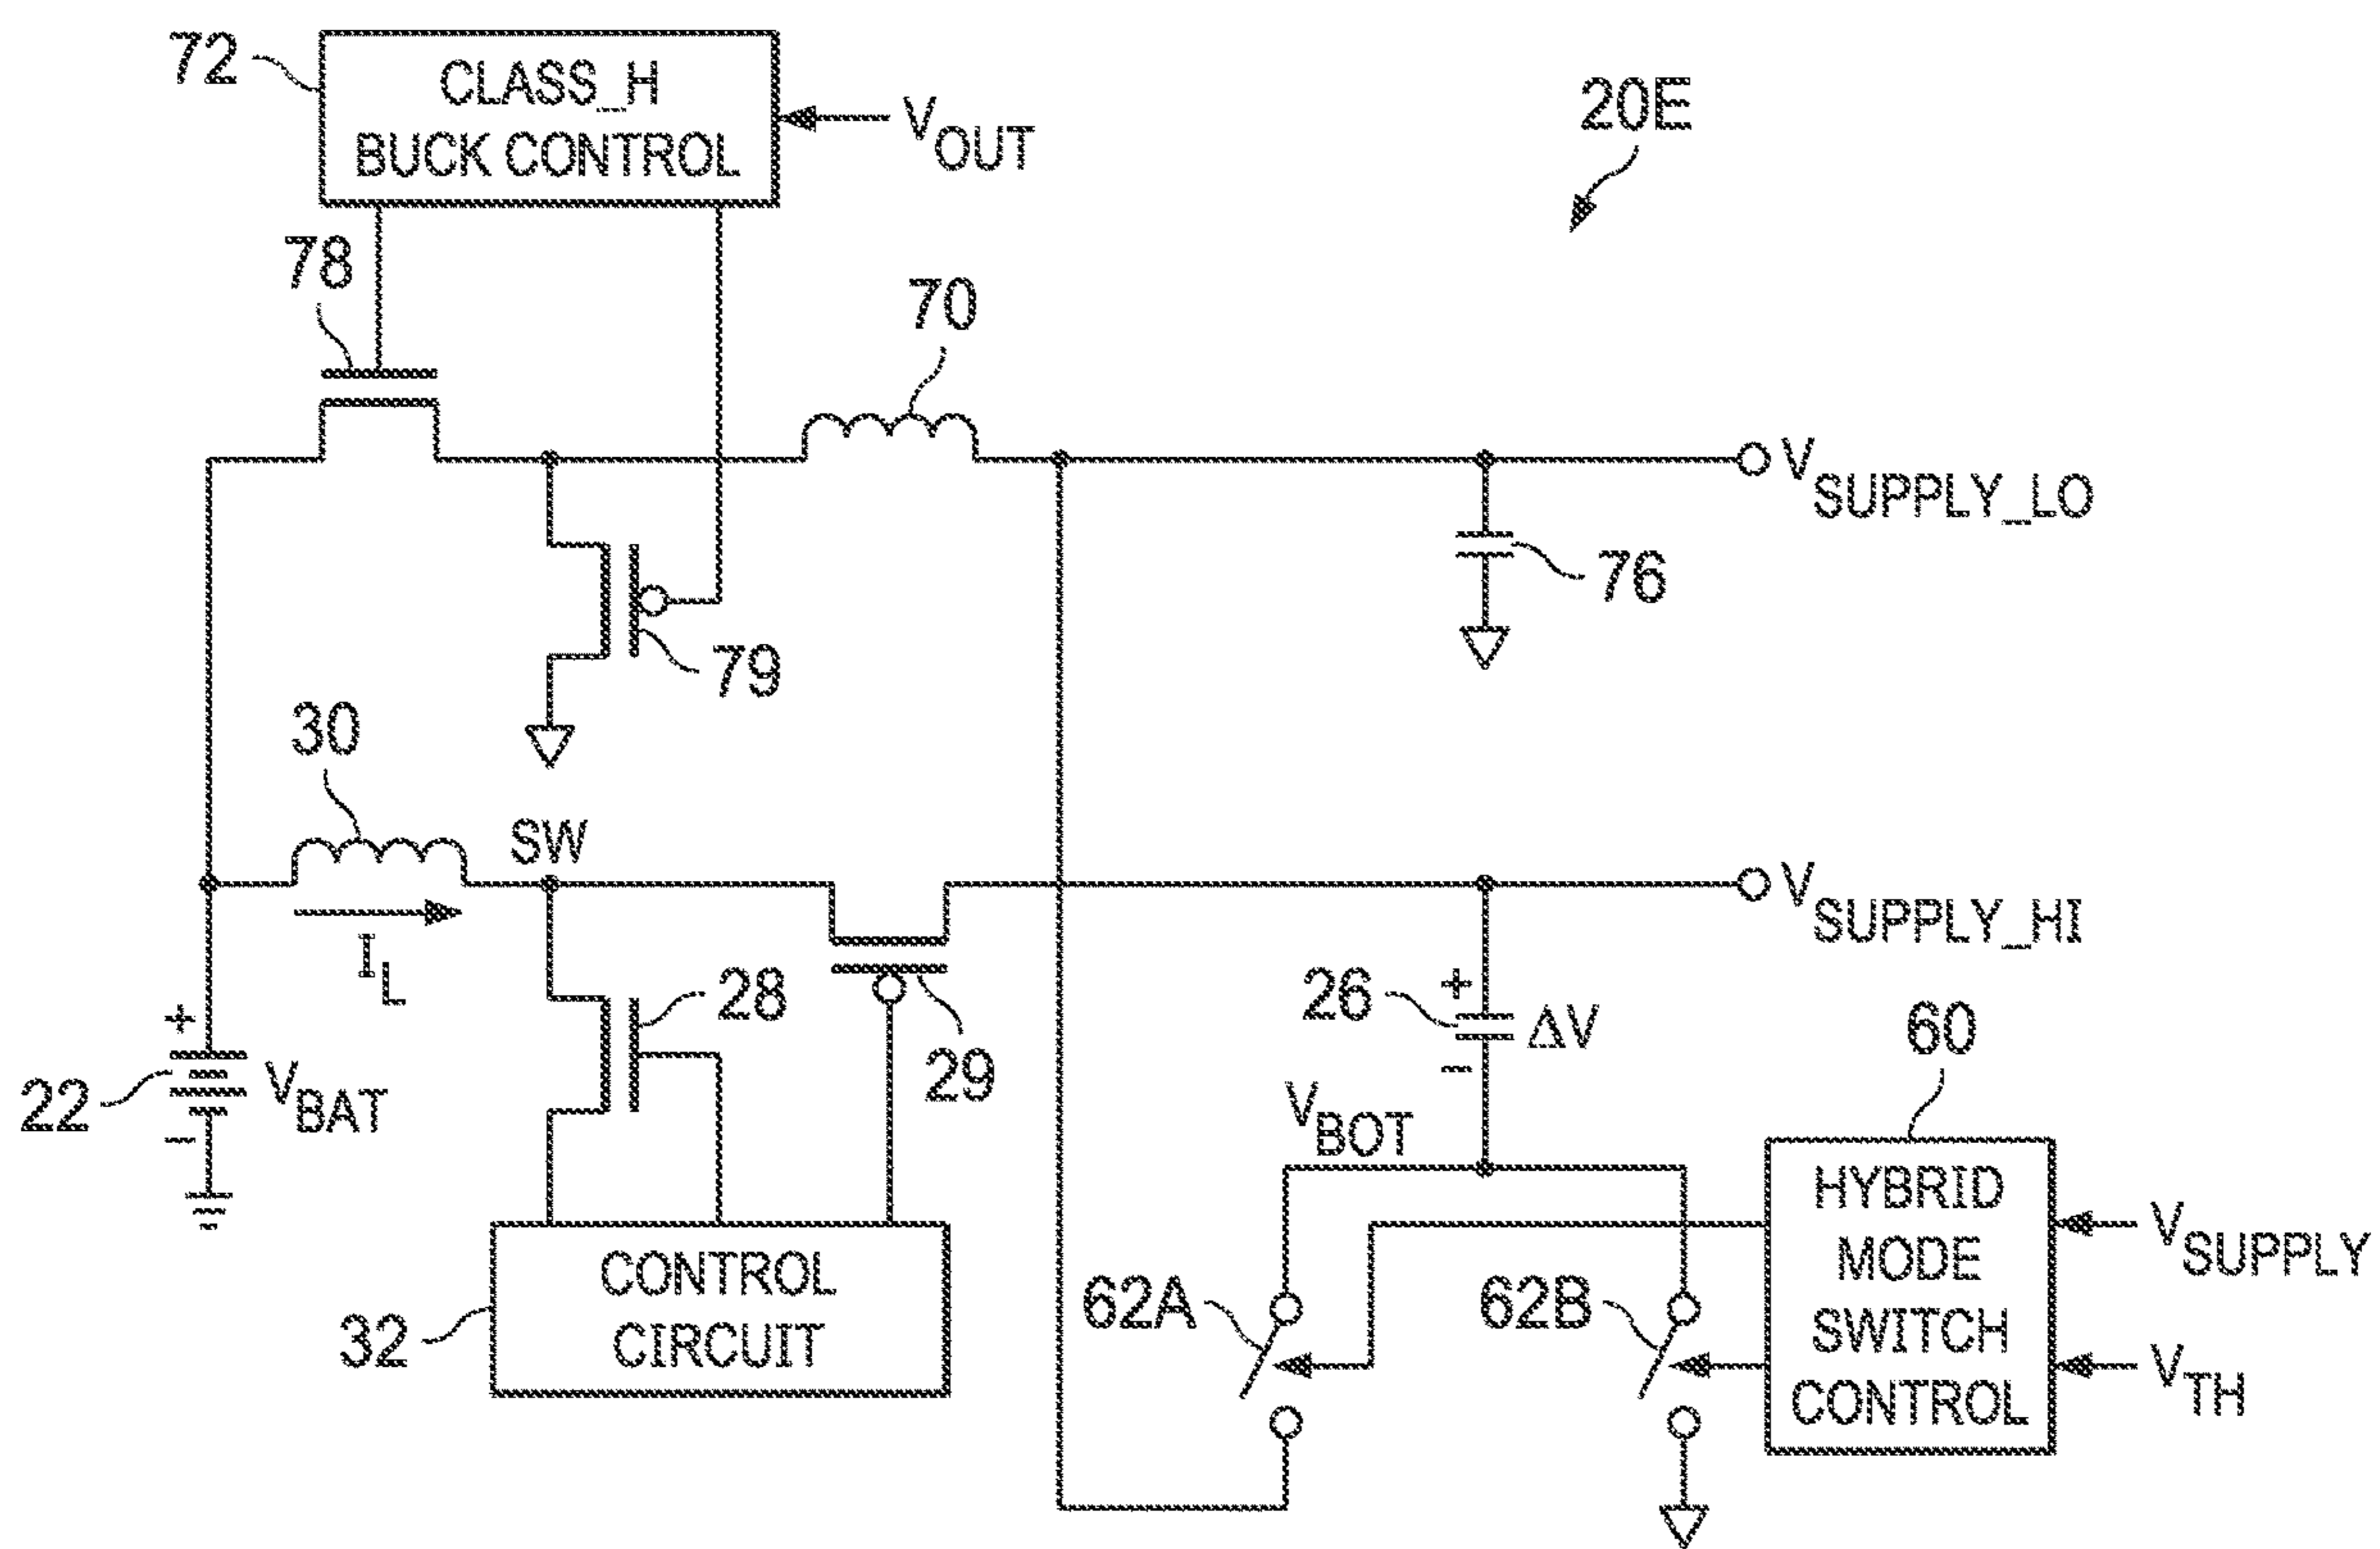 72
CLASS_H
BUCK CONTROL
VOUT
20E
78
70
VSUPPLY_LO
76
79
30
SW
VSUPPLY_HI
IL
28
29
26
+
ΔV
−
60
+
22
VBAT
−
VBOT
HYBRID
MODE
SWITCH
CONTROL
VSUPPLY
VTH
CONTROL
CIRCUIT
32
62A
62B